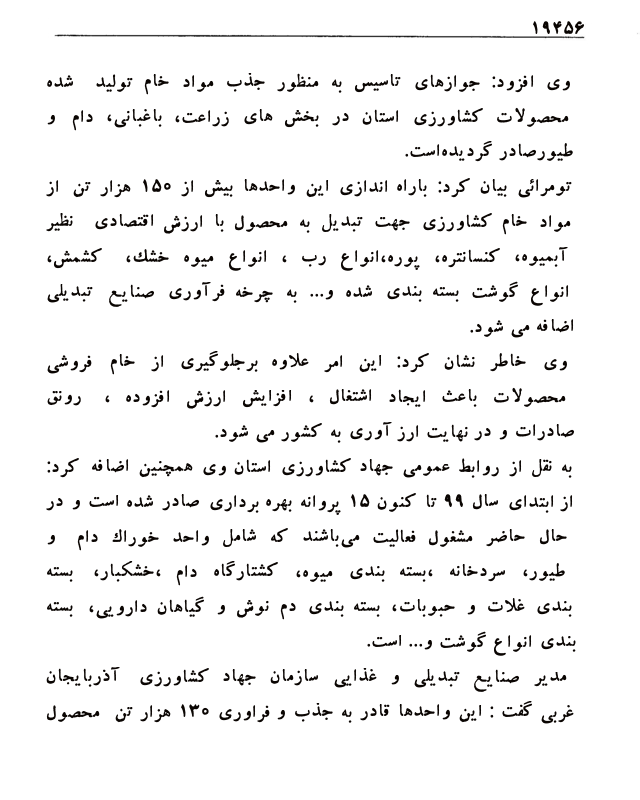 ۱۹۴۵۶
وی افزود: جوازهای تاسیس به منظور جذب مواد خام تولید شده
محصولات کشاورزی استان در بخش های زراعت، باغبانی، دام و
طیورصادر گردیده‌است.
تومرائی بیان کرد: باراه اندازی این واحدها بیش از ۱۵۰ هزار تن از
مواد خام کشاورزی جهت تبدیل به محصول با ارزش اقتصادی نظیر
آبمیوه، کنسانتره، پوره،انواع رب ، انواع میوه خشک، کشمش،
انواع گوشت بسته بندی شده و... به چرخه فرآوری صنایع تبدیلی
اضافه می شود.
وی خاطر نشان کرد: این امر علاوه برجلوگیری از خام فروشی
محصولات باعث ایجاد اشتغال ، افزایش ارزش افزوده ، رونق
صادرات و در نهایت ارز آوری به کشور می شود.
به نقل از روابط عمومی جهاد کشاورزی استان وی همچنین اضافه کرد:
از ابتدای سال ۹۹ تا کنون ۱۵ پروانه بهره برداری صادر شده است و در
حال حاضر مشغول فعالیت می‌باشند که شامل واحد خوراک دام و
طیور، سردخانه ،بسته بندی میوه، کشتارگاه دام ،خشکبار، بسته
بندی غلات و حبوبات، بسته بندی دم نوش و گیاهان دارویی، بسته
بندی انواع گوشت و... است.
مدیر صنایع تبدیلی و غذایی سازمان جهاد کشاورزی آذربایجان
غربی گفت : این واحدها قادر به جذب و فراوری ۱۳۰ هزار تن محصول